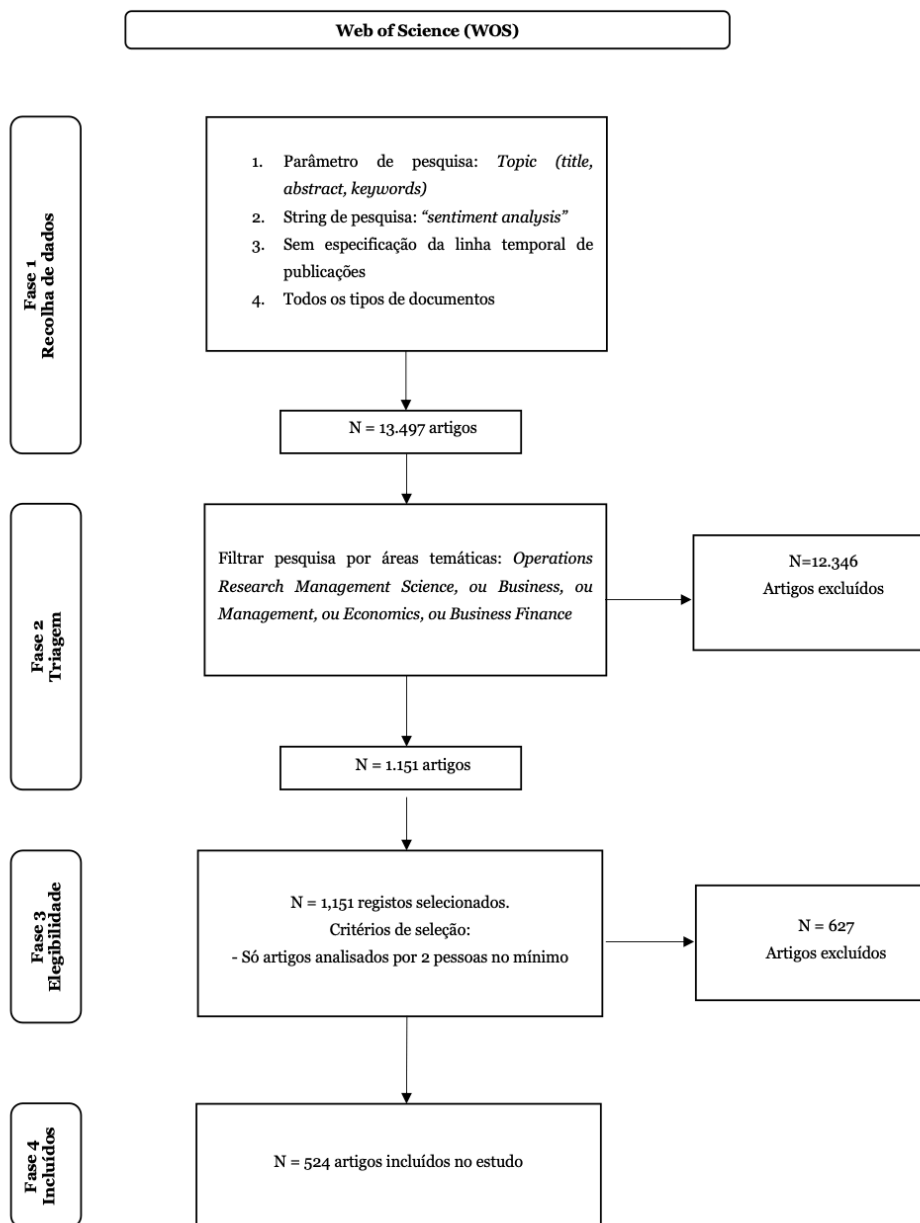 Web of Science (WOS)
Fase 1
Recolha de dados
1. Parâmetro de pesquisa: Topic (title,
abstract, keywords)
2. String de pesquisa: “sentiment analysis”
3. Sem especificação da linha temporal de
publicações
4. Todos os tipos de documentos
N = 13.497 artigos
Fase 2
Triagem
Filtrar pesquisa por áreas temáticas: Operations
Research Management Science, ou Business, ou
Management, ou Economics, ou Business Finance
N=12.346
Artigos excluídos
N = 1.151 artigos
Fase 3
Elegibilidade
N = 1,151 registos selecionados.
Critérios de seleção:
- Só artigos analisados por 2 pessoas no mínimo
N = 627
Artigos excluídos
Fase 4
Incluídos
N = 524 artigos incluídos no estudo